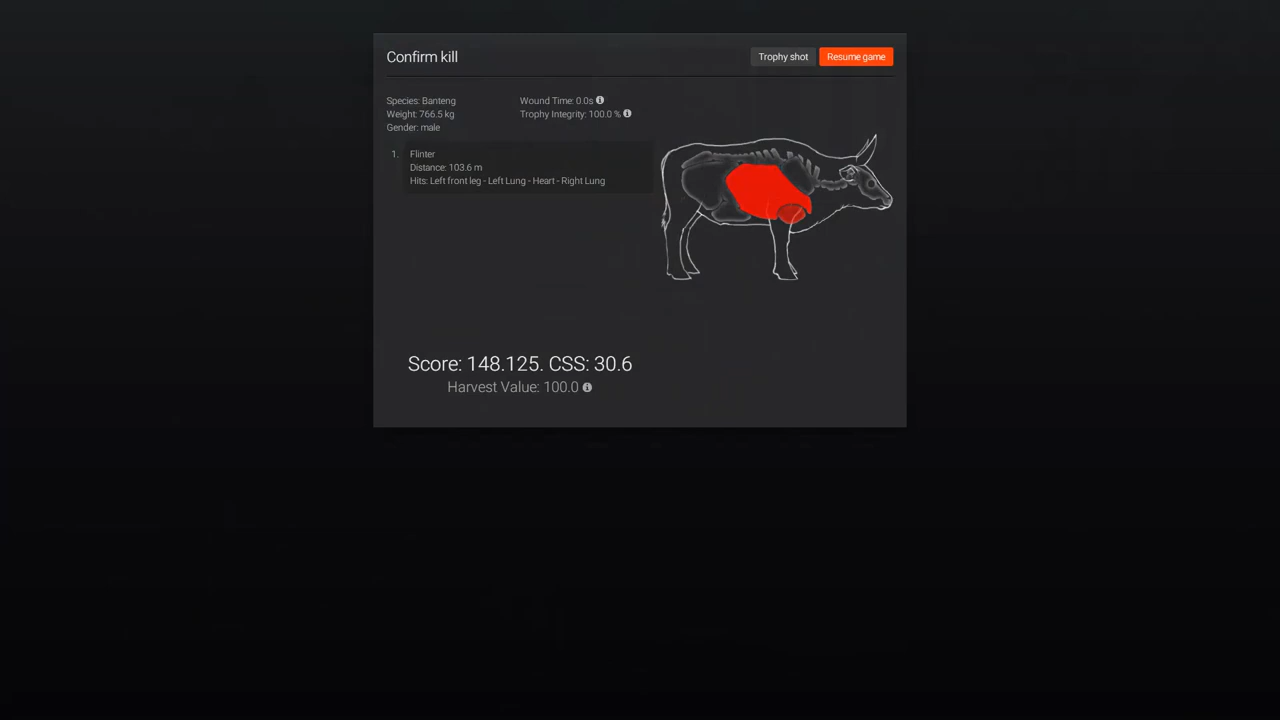 Confirm kill
Trophy shot
Resume game
Species: Banteng
Weight: 766.5 kg
Gender: male
Wound Time: 0.0s
Trophy Integrity: 100.0 %
1. Flinter
Distance: 103.6 m
Hits: Left front leg - Left Lung - Heart - Right Lung
Score: 148.125. CSS: 30.6
Harvest Value: 100.0